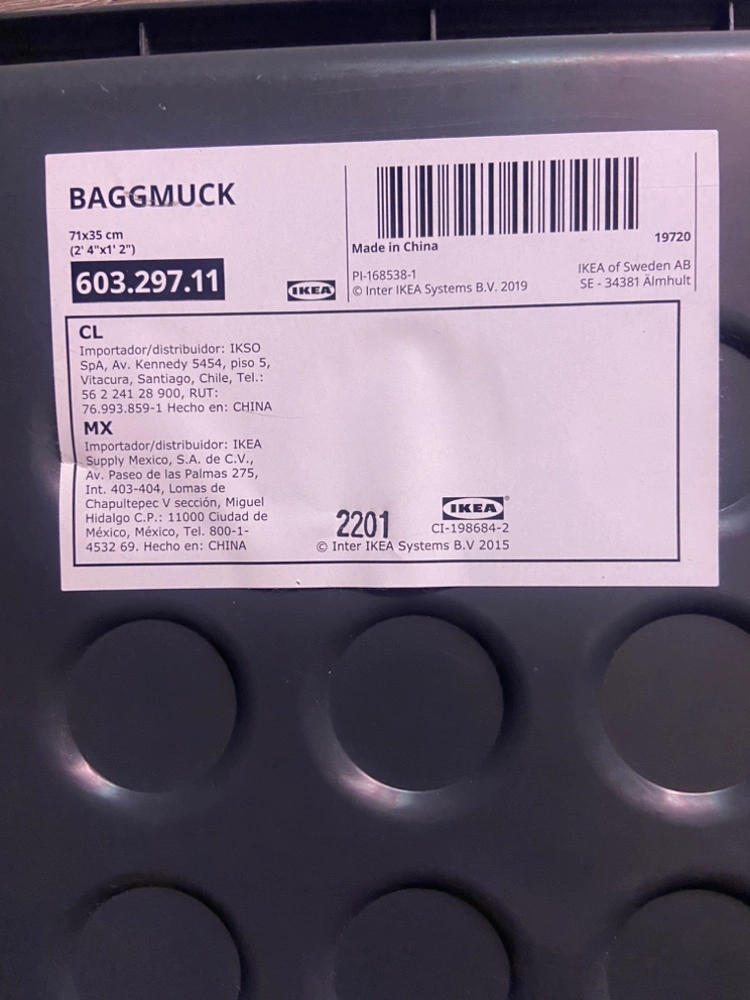 BAGGMUCK
71x35 cm
(2' 4"x1' 2")
603.297.11
IKEA
Made in China
19720
PI-168538-1
© Inter IKEA Systems B.V. 2019
IKEA of Sweden AB
SE - 34381 Älmhult
CL
Importador/distribuidor: IKSO
SpA, Av. Kennedy 5454, piso 5,
Vitacura, Santiago, Chile, Tel.:
56 2 241 28 900, RUT:
76.993.859-1 Hecho en: CHINA
MX
Importador/distribuidor: IKEA
Supply Mexico, S.A. de C.V.,
Av. Paseo de las Palmas 275,
Int. 403-404, Lomas de
Chapultepec V sección, Miguel
Hidalgo C.P.: 11000 Ciudad de
México, México, Tel. 800-1-
4532 69. Hecho en: CHINA
2201
IKEA®
CI-198684-2
© Inter IKEA Systems B.V 2015